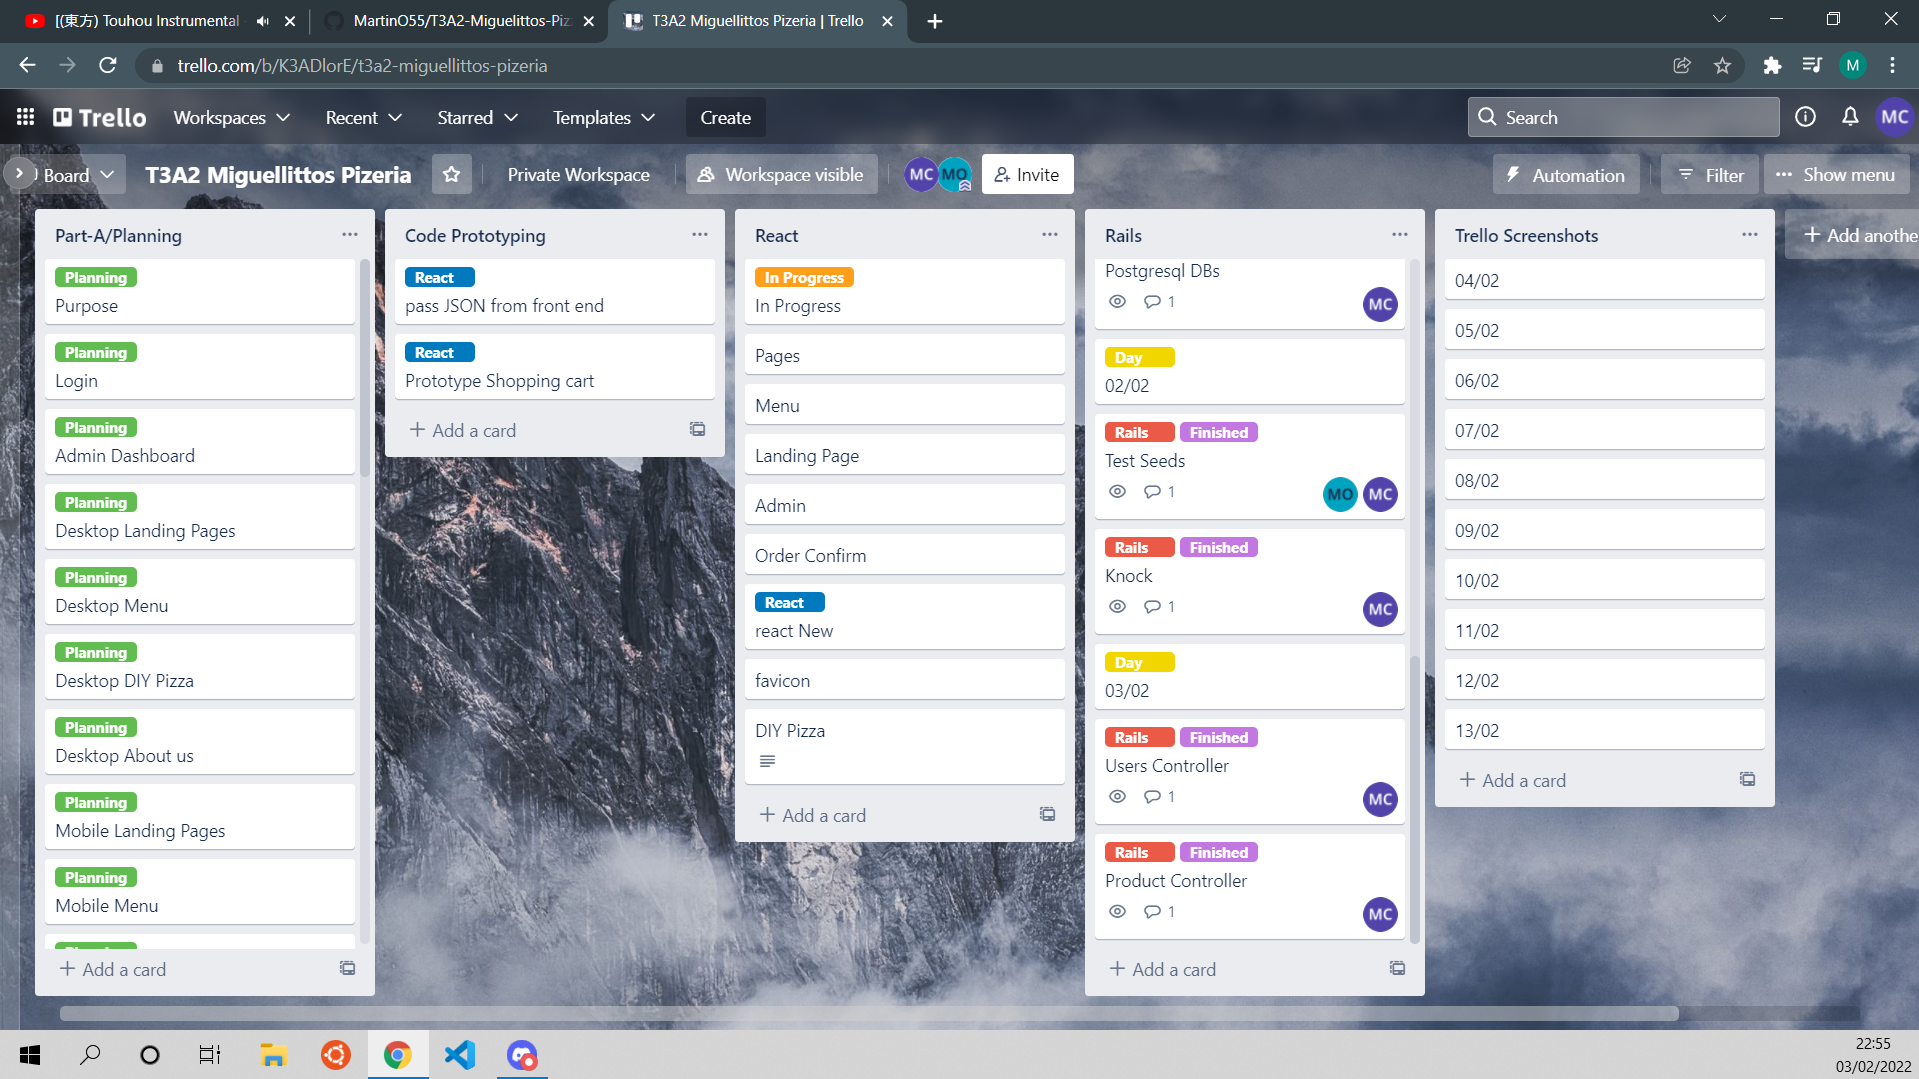 [(東方) Touhou Instrumental
MartinO55/T3A2-Miguelittos-Piz
T3A2 Miguellittos Pizeria | Trello
trello.com/b/K3ADlorE/t3a2-miguellittos-pizeria
M
Trello
Workspaces
Recent
Starred
Templates
Create
Search
MC
Board
T3A2 Miguellittos Pizeria
Private Workspace
Workspace visible
MC
MO
Invite
Automation
Filter
Show menu
Part-A/Planning
Planning
Purpose
Planning
Login
Planning
Admin Dashboard
Planning
Desktop Landing Pages
Planning
Desktop Menu
Planning
Desktop DIY Pizza
Planning
Desktop About us
Planning
Mobile Landing Pages
Planning
Mobile Menu
Add a card
Code Prototyping
React
pass JSON from front end
React
Prototype Shopping cart
Add a card
React
In Progress
In Progress
Pages
Menu
Landing Page
Admin
Order Confirm
React
react New
favicon
DIY Pizza
Add a card
Rails
Postgresql DBs
1
MC
Day
02/02
Rails Finished
Test Seeds
1
MO MC
Rails Finished
Knock
1
MC
Day
03/02
Rails Finished
Users Controller
1
MC
Rails Finished
Product Controller
1
MC
Add a card
Trello Screenshots
04/02
05/02
06/02
07/02
08/02
09/02
10/02
11/02
12/02
13/02
Add a card
Add anothe
22:55
03/02/2022